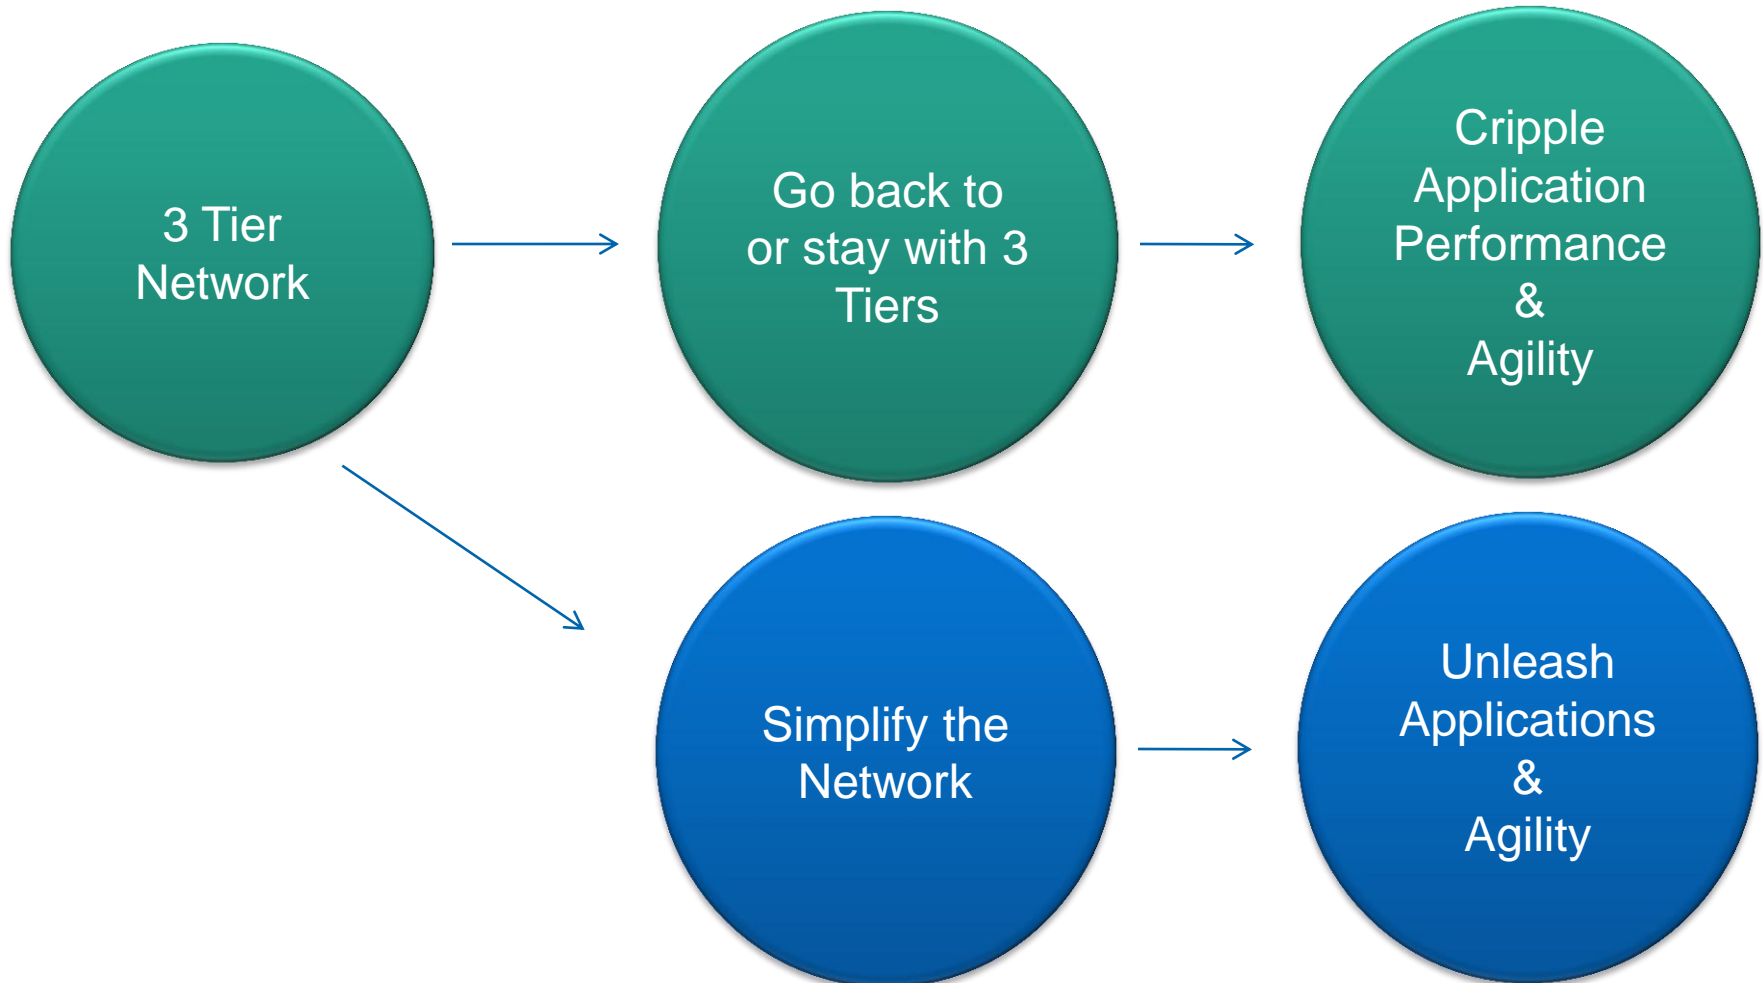 3 Tier
Network
Go back to
or stay with 3
Tiers
Cripple
Application
Performance
&
Agility
Simplify the
Network
Unleash
Applications
&
Agility